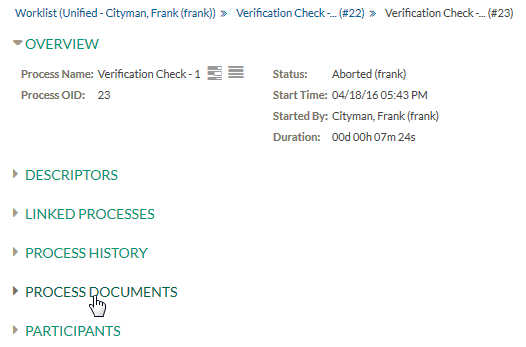 Worklist (Unified - Cityman, Frank (frank)) » Verification Check -... (#22) » Verification Check -... (#23)
OVERVIEW
Process Name: Verification Check - 1 Status: Aborted (frank)
Process OID: 23 Start Time: 04/18/16 05:43 PM
Started By: Cityman, Frank (frank)
Duration: 00d 00h 07m 24s
DESCRIPTORS
LINKED PROCESSES
PROCESS HISTORY
PROCESS DOCUMENTS
PARTICIPANTS